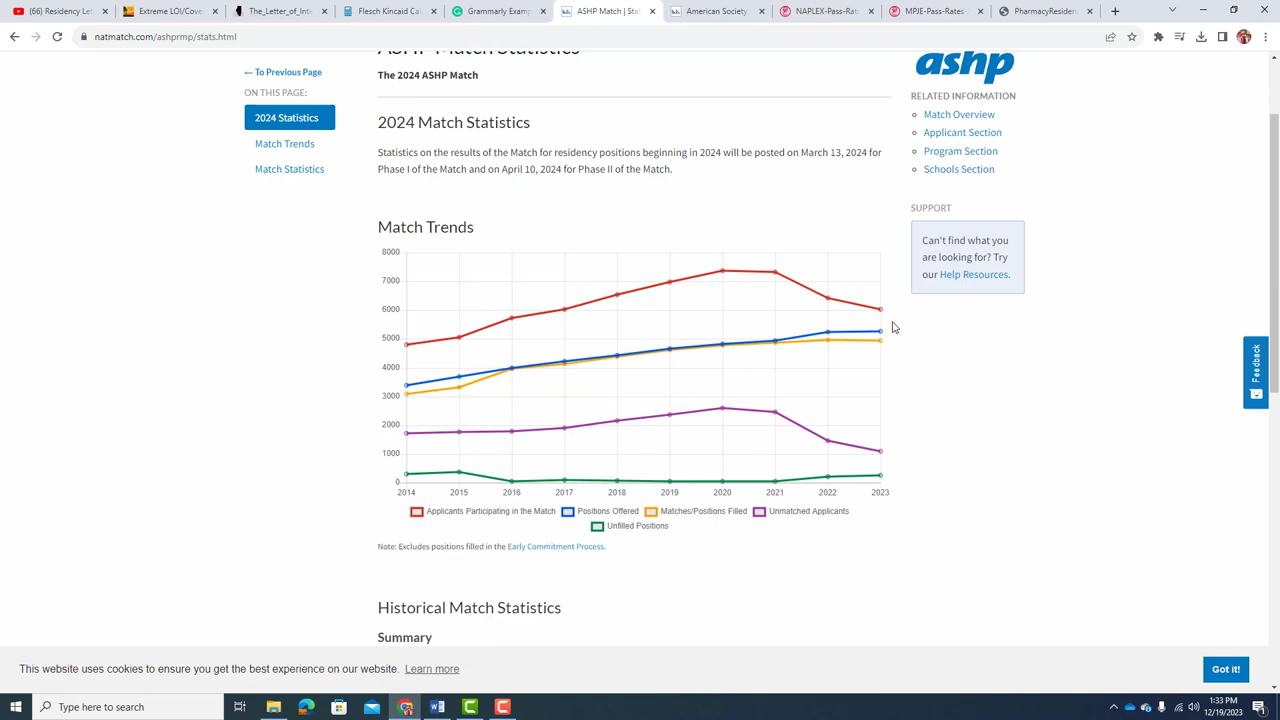 (66) Residency Let
Extreme LOI/Cove
The_Letter_of_Inte
Flesch Kincaid Cal
Grammarly Examp
ASHP Match | Stat
American Society
NAPLEX-Pass-Rate
MJPE-Pass-Rates
PharmacyResiden
natmatch.com/ashprmp/stats.html
← To Previous Page
ON THIS PAGE:
2024 Statistics
Match Trends
Match Statistics
ASHP Match Statistics
The 2024 ASHP Match
2024 Match Statistics
Statistics on the results of the Match for residency positions beginning in 2024 will be posted on March 13, 2024 for
Phase I of the Match and on April 10, 2024 for Phase II of the Match.
Match Trends
8000
7000
6000
5000
4000
3000
2000
1000
0
2014 2015 2016 2017 2018 2019 2020 2021 2022 2023
Applicants Participating in the Match Positions Offered Matches/Positions Filled Unmatched Applicants
Unfilled Positions
Note: Excludes positions filled in the Early Commitment Process.
Historical Match Statistics
Summary
ashp
RELATED INFORMATION
Match Overview
Applicant Section
Program Section
Schools Section
SUPPORT
Can't find what you
are looking for? Try
our Help Resources.
Feedback
This website uses cookies to ensure you get the best experience on our website. Learn more
Got it!
Type here to search
1:33 PM
12/19/2023